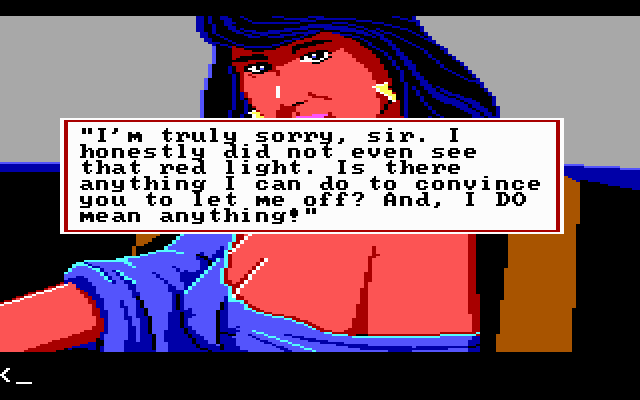 "I'm truly sorry, sir. I
honestly did not even see
that red light. Is there
anything I can do to convince
you to let me off? And, I DO
mean anything!"
<_